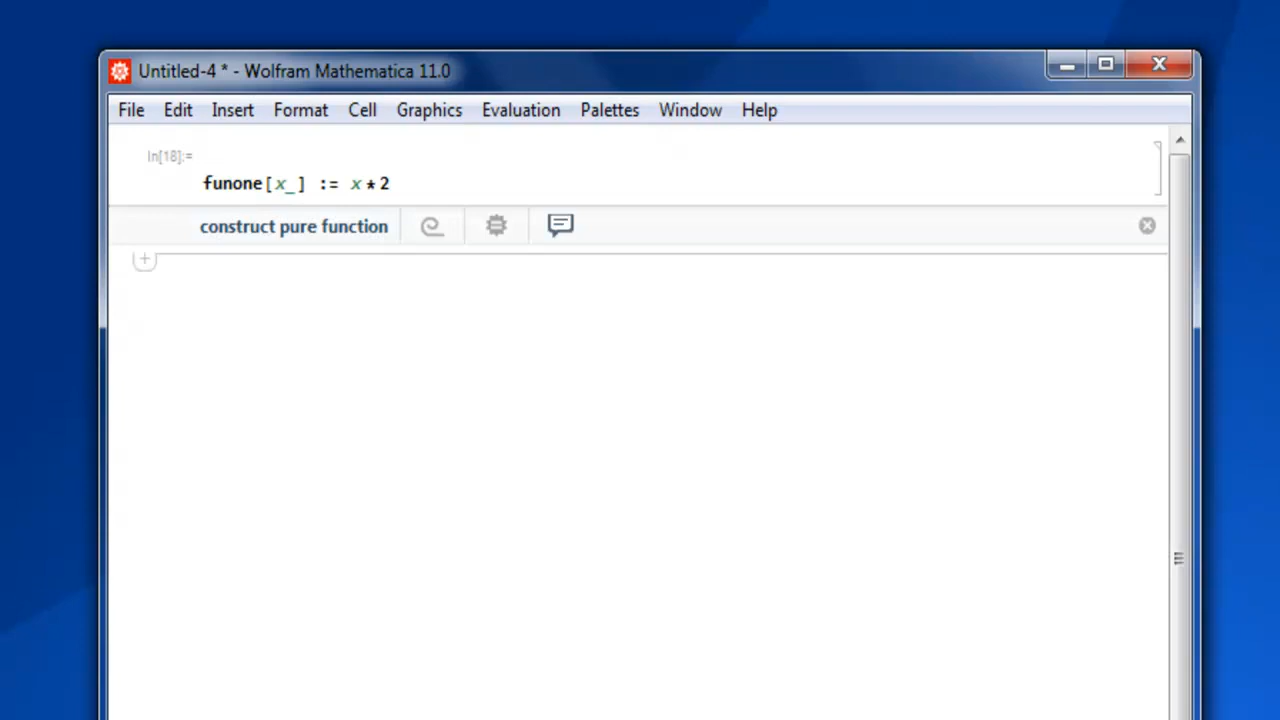 Untitled-4 * - Wolfram Mathematica 11.0
File Edit Insert Format Cell Graphics Evaluation Palettes Window Help
In[18]:=
funone[x_] := x*2
construct pure function